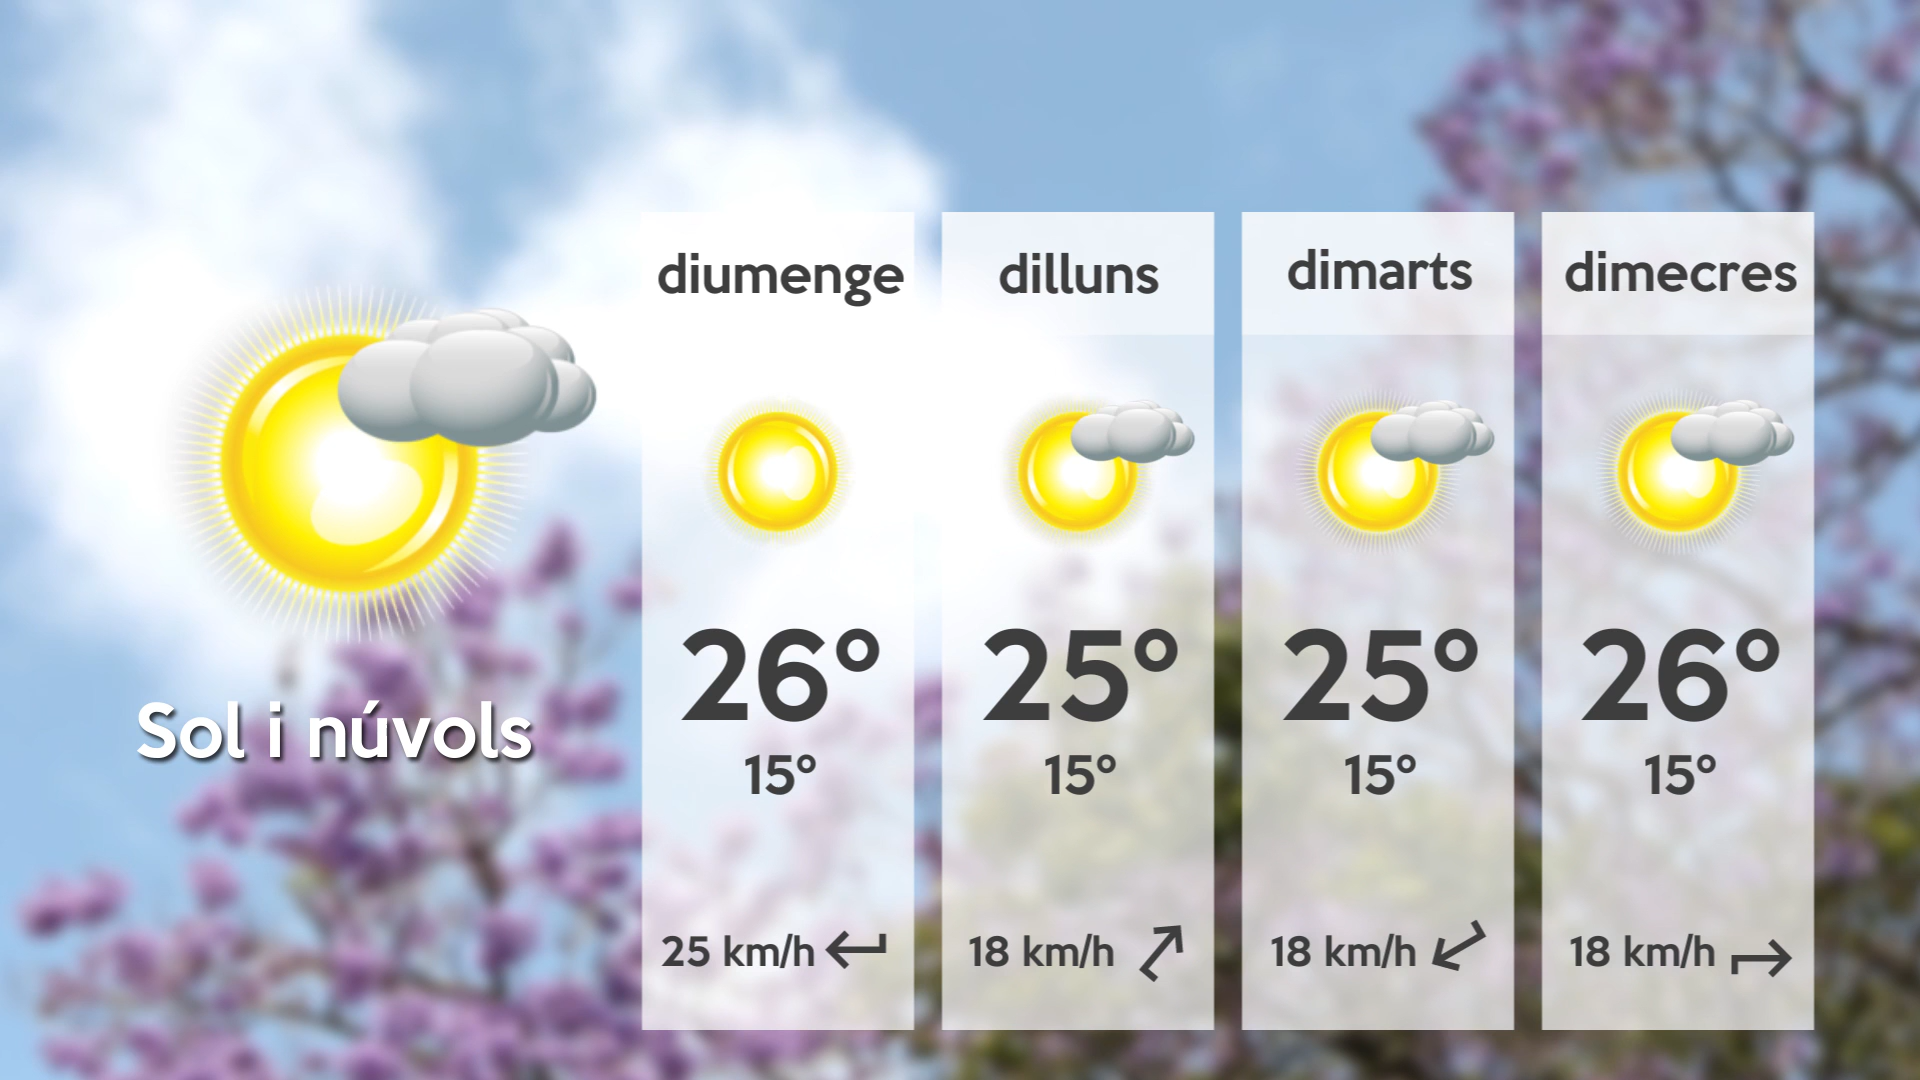 Sol i núvols
diumenge
26°
15°
25 km/h
dilluns
25°
15°
18 km/h
dimarts
25°
15°
18 km/h
dimecres
26°
15°
18 km/h